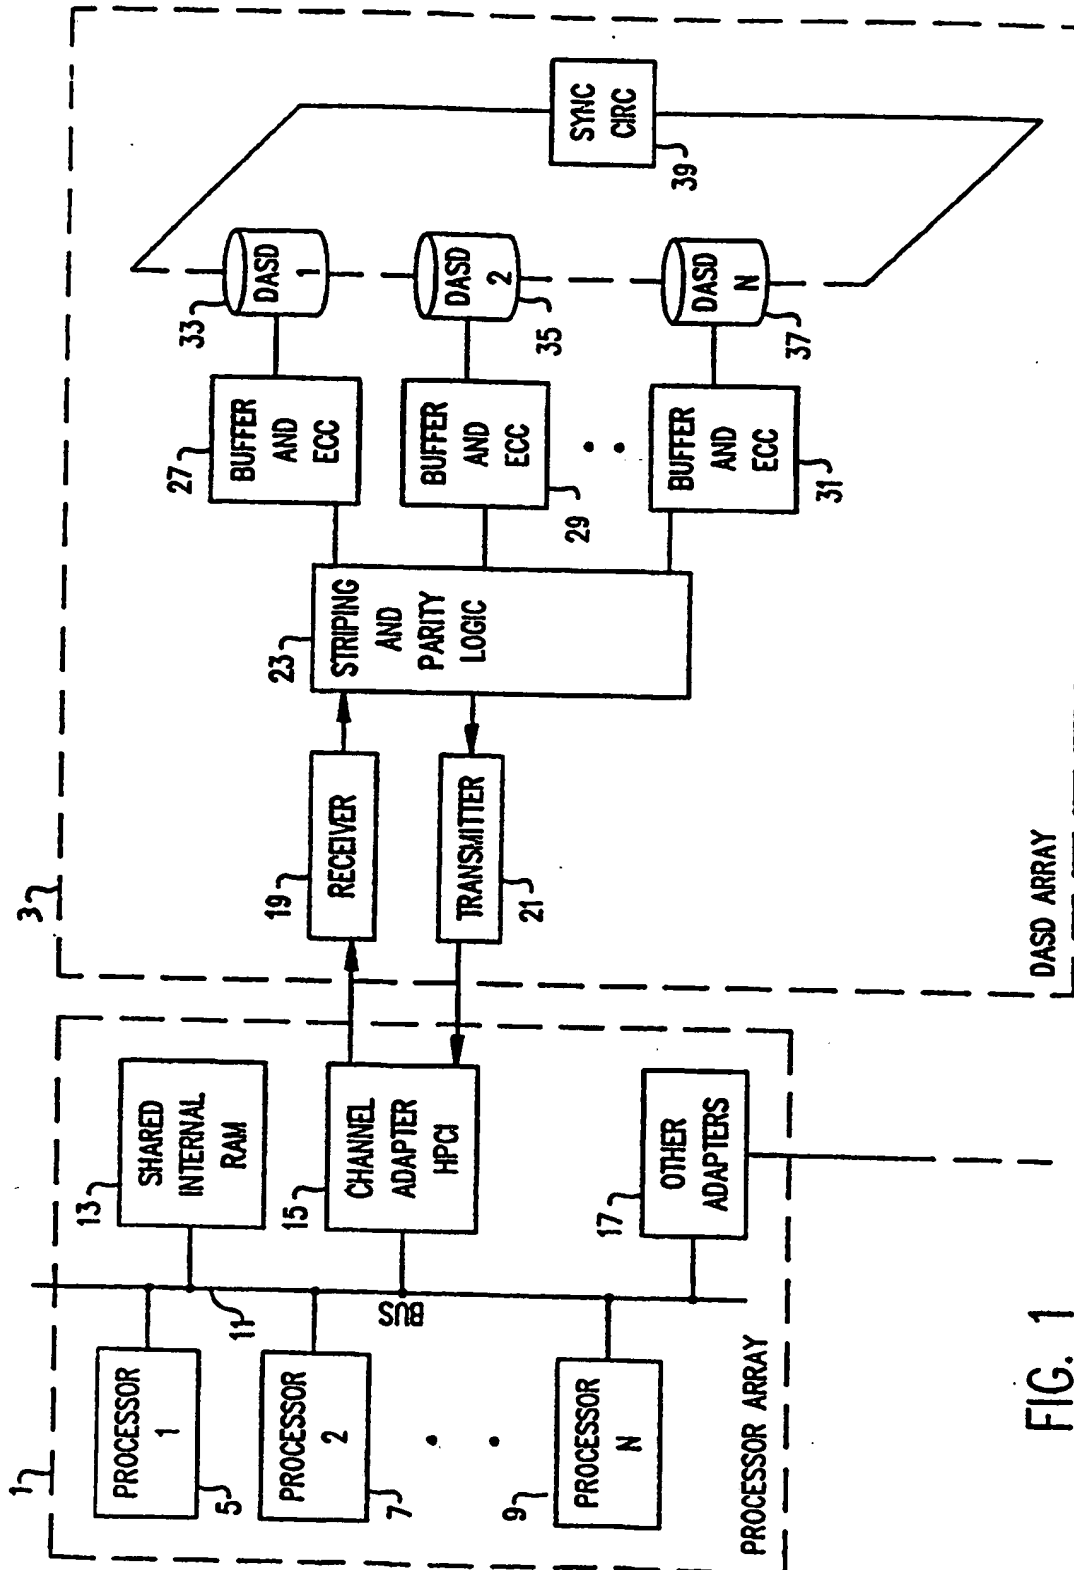 1
PROCESSOR
1
5
PROCESSOR
2
7
PROCESSOR
N
9
PROCESSOR ARRAY
11
BUS
13
SHARED
INTERNAL
RAM
15
CHANNEL
ADAPTER
HPCI
17
OTHER
ADAPTERS
3
19
RECEIVER
TRANSMITTER
21
23
STRIPING
AND
PARITY
LOGIC
27
BUFFER
AND
ECC
BUFFER
AND
ECC
29
BUFFER
AND
ECC
31
33
DASD
1
DASD
2
35
DASD
N
37
SYNC
CIRC
39
DASD ARRAY
FIG. 1